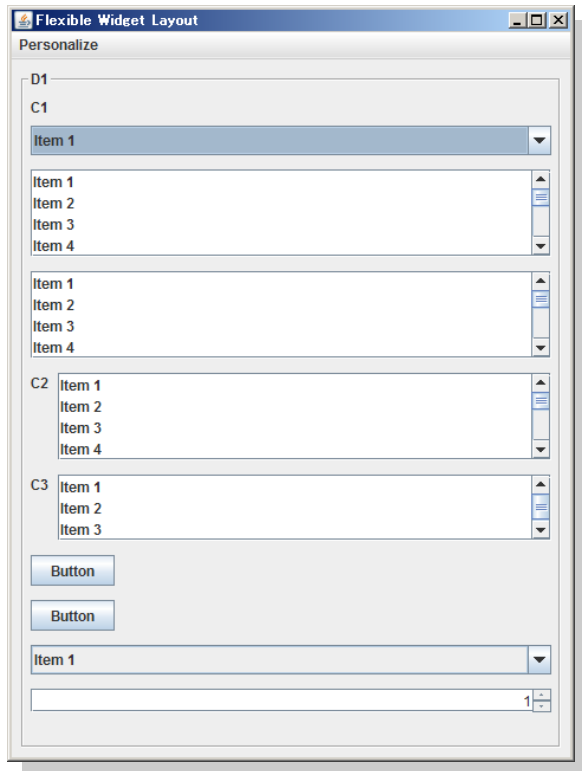 Flexible Widget Layout
Personalize
D1
C1
Item 1
Item 1
Item 2
Item 3
Item 4
Item 1
Item 2
Item 3
Item 4
C2
Item 1
Item 2
Item 3
Item 4
C3
Item 1
Item 2
Item 3
Button
Button
Item 1
1